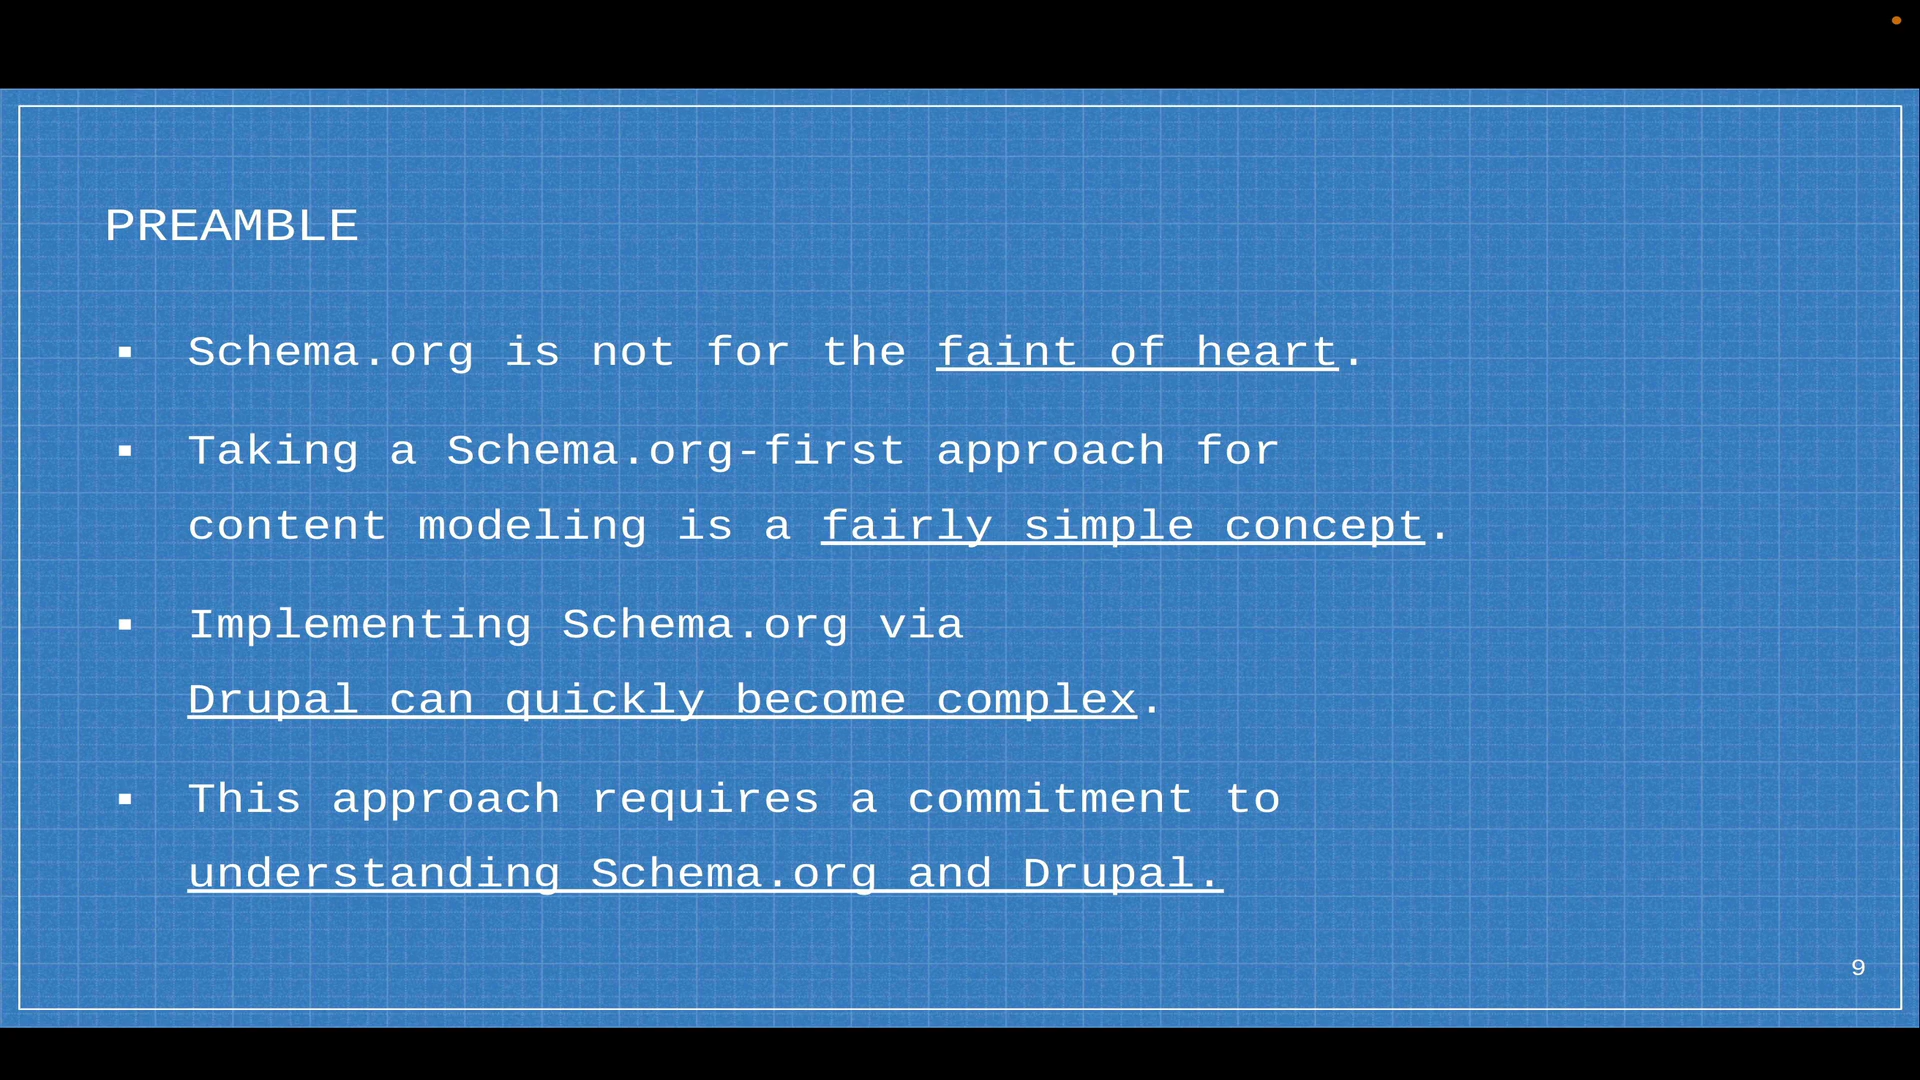 PREAMBLE
▪ Schema.org is not for the faint of heart.
▪ Taking a Schema.org-first approach for
content modeling is a fairly simple concept.
▪ Implementing Schema.org via
Drupal can quickly become complex.
▪ This approach requires a commitment to
understanding Schema.org and Drupal.
9